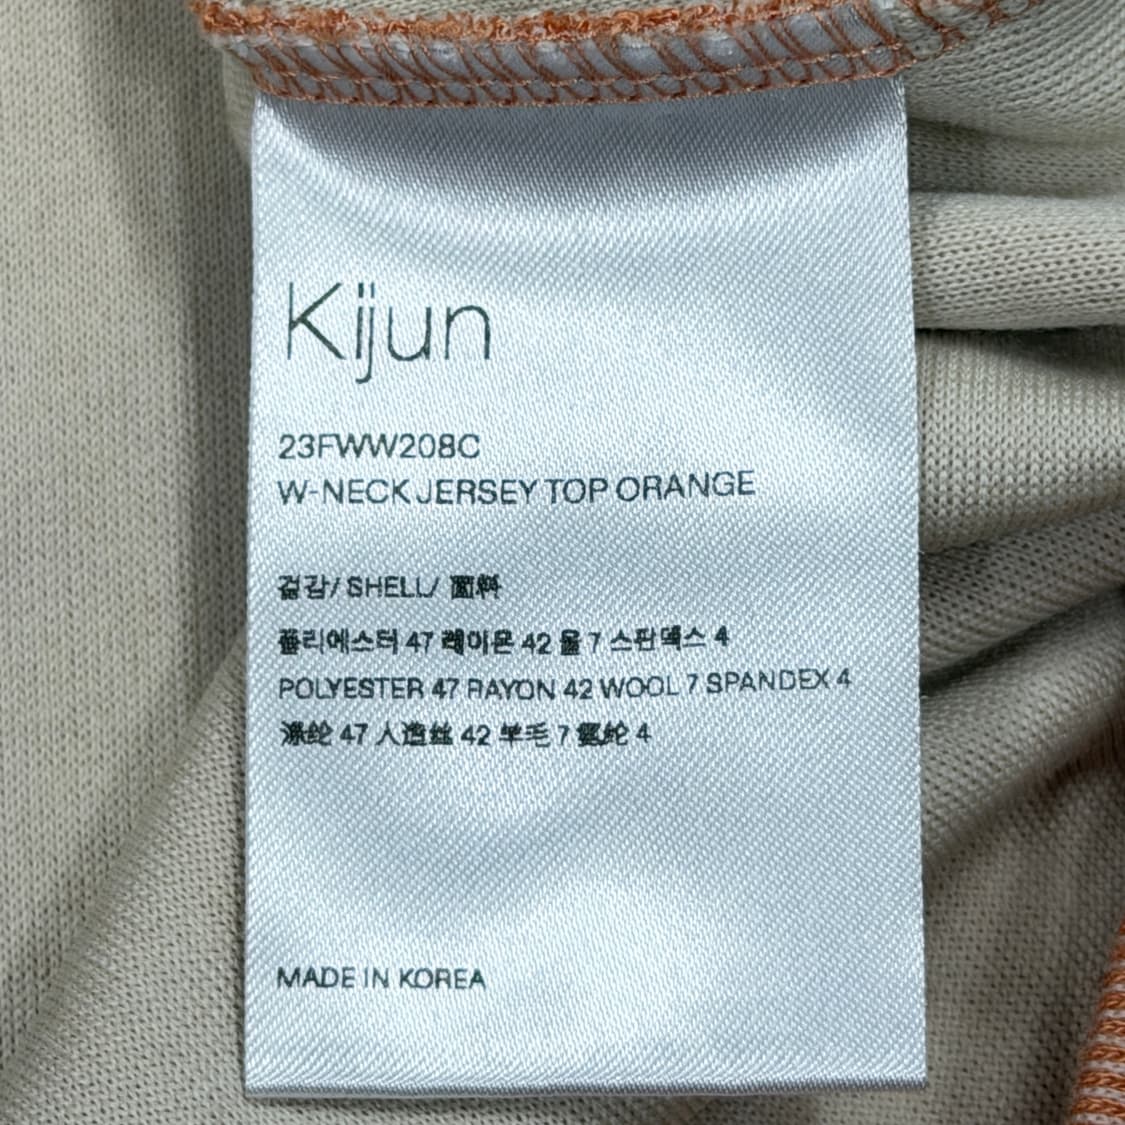 Kijun
23FWW208C
W-NECK JERSEY TOP ORANGE
겉감/ SHELL/ 面料
폴리에스터 47 레이온 42 울 7 스판덱스 4
POLYESTER 47 RAYON 42 WOOL 7 SPANDEX 4
涤纶 47 人造丝 42 羊毛 7 氨纶 4
MADE IN KOREA